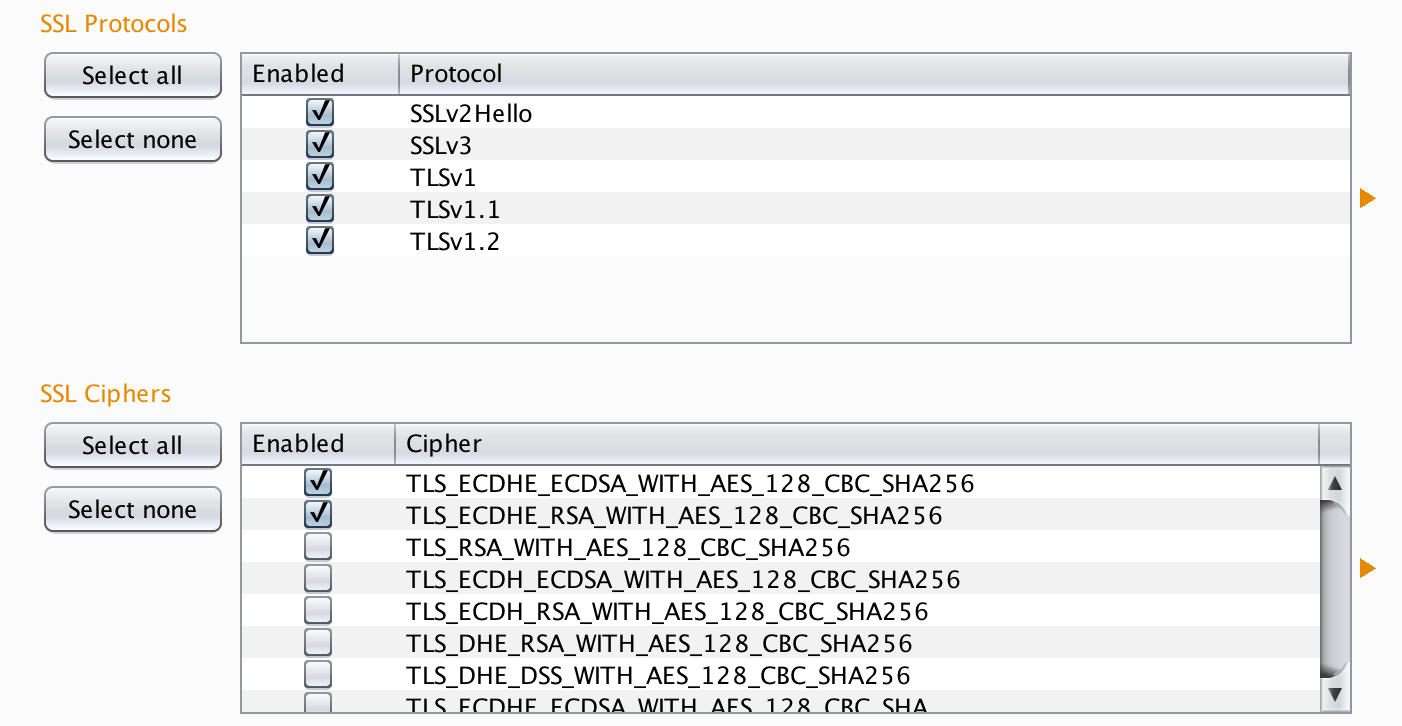 SSL Protocols
Select all
Select none
Enabled Protocol
SSLv2Hello
SSLv3
TLSv1
TLSv1.1
TLSv1.2
SSL Ciphers
Select all
Select none
Enabled Cipher
TLS_ECDHE_ECDSA_WITH_AES_128_CBC_SHA256
TLS_ECDHE_RSA_WITH_AES_128_CBC_SHA256
TLS_RSA_WITH_AES_128_CBC_SHA256
TLS_ECDH_ECDSA_WITH_AES_128_CBC_SHA256
TLS_ECDH_RSA_WITH_AES_128_CBC_SHA256
TLS_DHE_RSA_WITH_AES_128_CBC_SHA256
TLS_DHE_DSS_WITH_AES_128_CBC_SHA256
TLS_ECDHE_ECDSA_WITH_AES_128_CBC_SHA